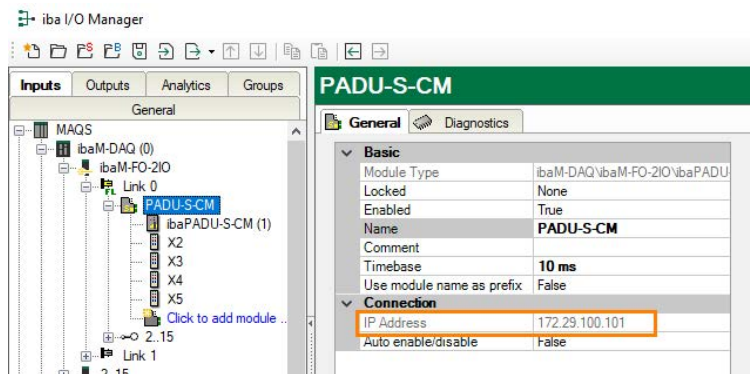 iba I/O Manager
Inputs Outputs Analytics Groups
General
MAQS
ibaM-DAQ (0)
ibaM-FO-2IO
FL Link 0
PADU-S-CM
ibaPADU-S-CM (1)
X2
X3
X4
X5
Click to add module ..
2..15
Link 1
2..15
PADU-S-CM
General Diagnostics
Basic
Module Type ibaM-DAQ\ibaM-FO-2IO\ibaPADU-
Locked None
Enabled True
Name PADU-S-CM
Comment
Timebase 10 ms
Use module name as prefix False
Connection
IP Address 172.29.100.101
Auto enable/disable False